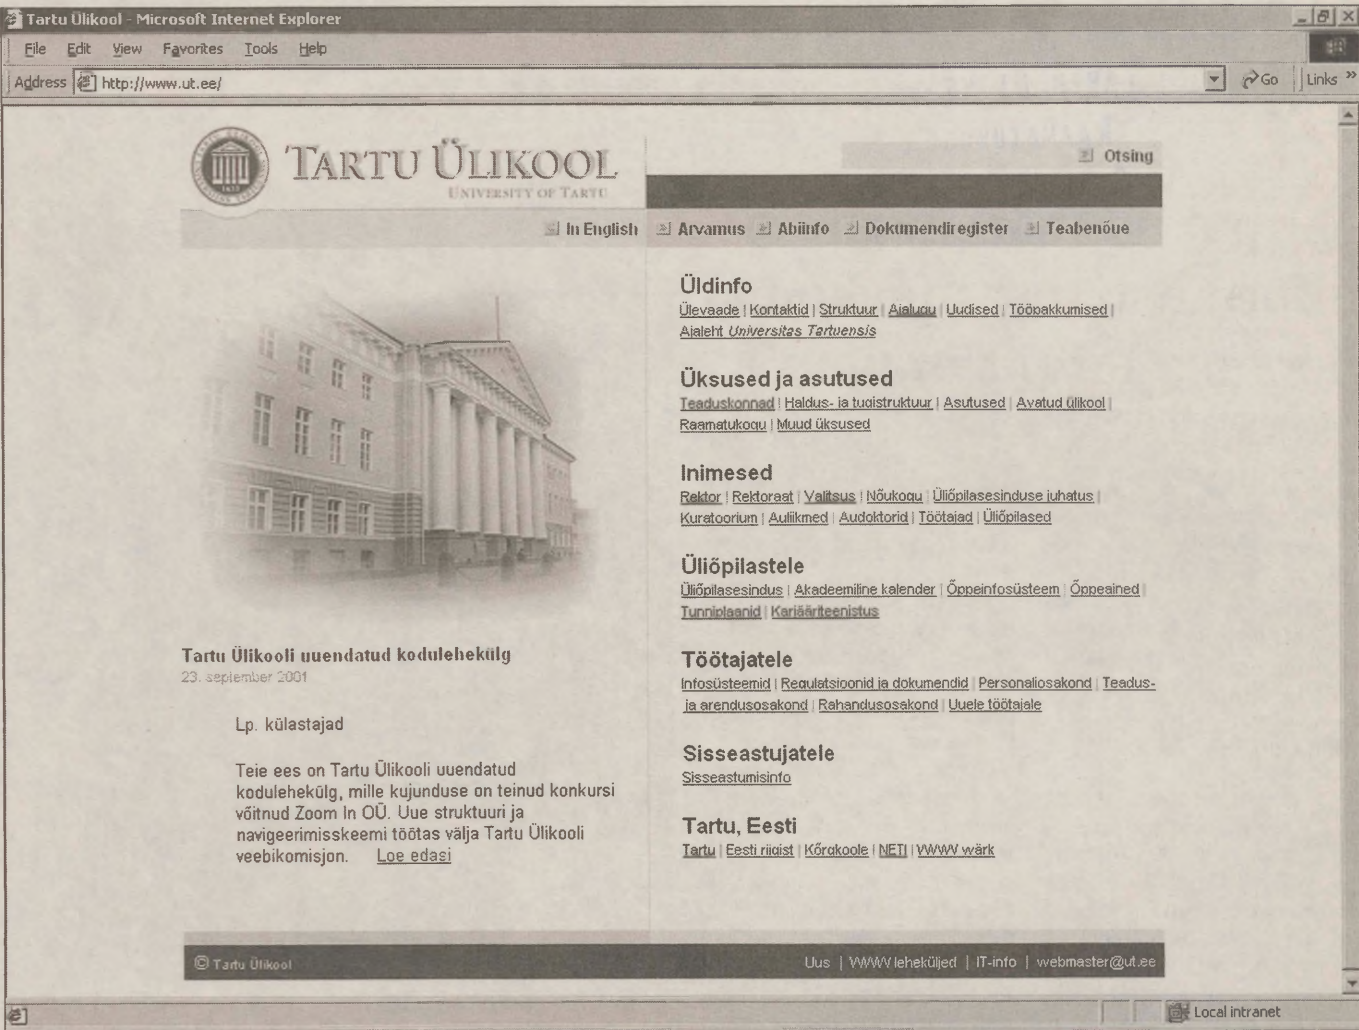 Tartu Ülikool - Microsoft Internet Explorer
File Edit View Favorites Tools Help
Address http://www.ut.ee/ Go Links »
TARTU ÜLIKOOL
UNIVERSITY OF TARTU
Otsing
In English Arvamus Abiinfo Dokumendiregister Teabenõue
Üldinfo
Ülevaade | Kontaktid | Struktuur | Ajalugu | Uudised | Tööpakkumised |
Ajaleht Universitas Tartuensis
Üksused ja asutused
Teaduskonnad | Haldus- ja tugistruktuur | Asutused | Avatud ülikool |
Raamatukogu | Muud üksused
Inimesed
Rektor | Rektoraat | Valitsus | Nõukogu | Üliõpilasesinduse juhatus |
Kuratoorium | Auliikmed | Audoktorid | Töötajad | Üliõpilased
Üliõpilastele
Üliõpilasesindus | Akadeemiline kalender | Õppeinfosüsteem | Õppeained |
Tunniplaanid | Karjääriteenistus
Töötajatele
Infosüsteemid | Regulatsioonid ja dokumendid | Personaliosakond | Teadus-
ja arendusosakond | Rahandusosakond | Uuele töötajale
Sisseastujatele
Sisseastumisinfo
Tartu, Eesti
Tartu | Eesti riigist | Kõrgkoole | NETI | WWW wärk
Tartu Ülikooli uuendatud kodulehekülg
23. september 2001
Lp. külastajad
Teie ees on Tartu Ülikooli uuendatud
kodulehekülg, mille kujunduse on teinud konkursi
võitnud Zoom In OÜ. Uue struktuuri ja
navigeerimisskeemi töötas välja Tartu Ülikooli
veebikomisjon. Loe edasi
© Tartu Ülikool
Uus | WWW leheküljed | IT-info | webmaster@ut.ee
Local intranet